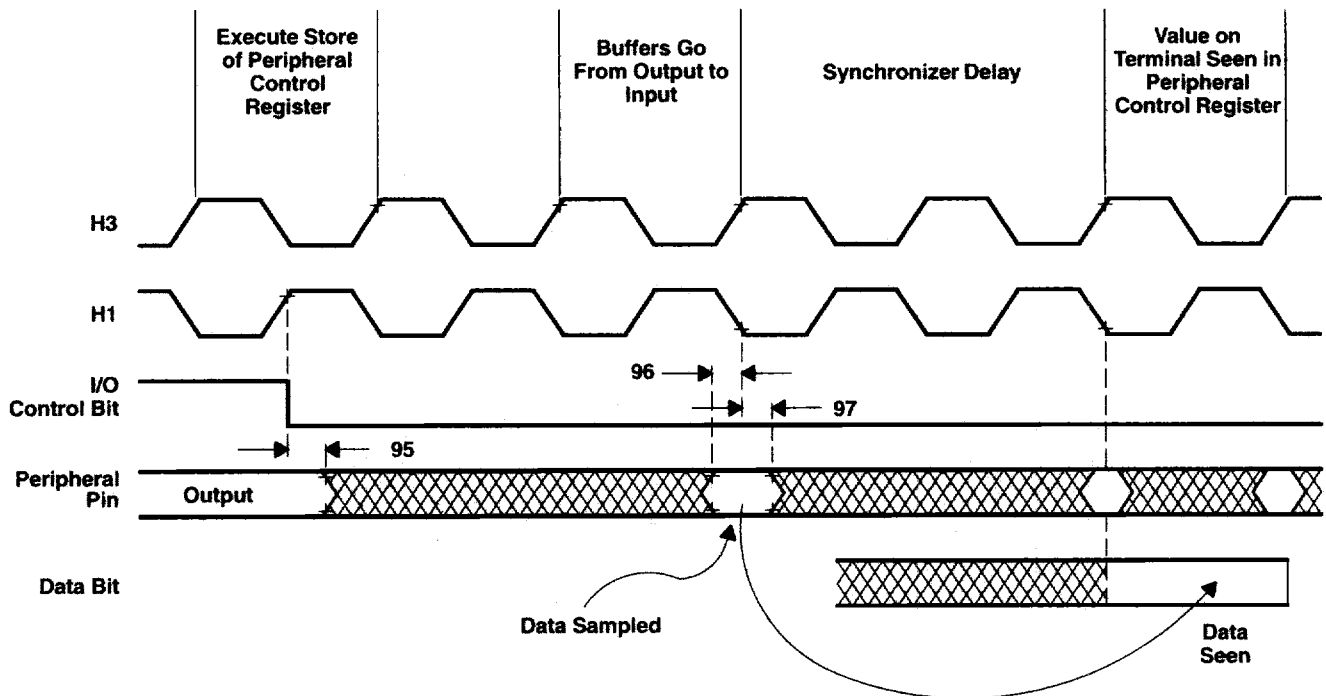 Execute Store
of Peripheral
Control
Register
Buffers Go
From Output to
Input
Synchronizer Delay
Value on
Terminal Seen in
Peripheral
Control Register
H3
H1
I/O
Control Bit
96
97
95
Peripheral
Pin
Output
Data Bit
Data Sampled
Data
Seen